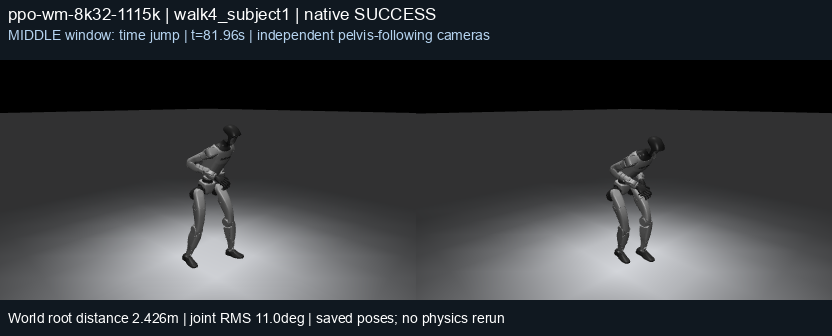 ppo-wm-8k32-1115k | walk4_subject1 | native SUCCESS
MIDDLE window: time jump | t=81.96s | independent pelvis-following cameras
World root distance 2.426m | joint RMS 11.0deg | saved poses; no physics rerun